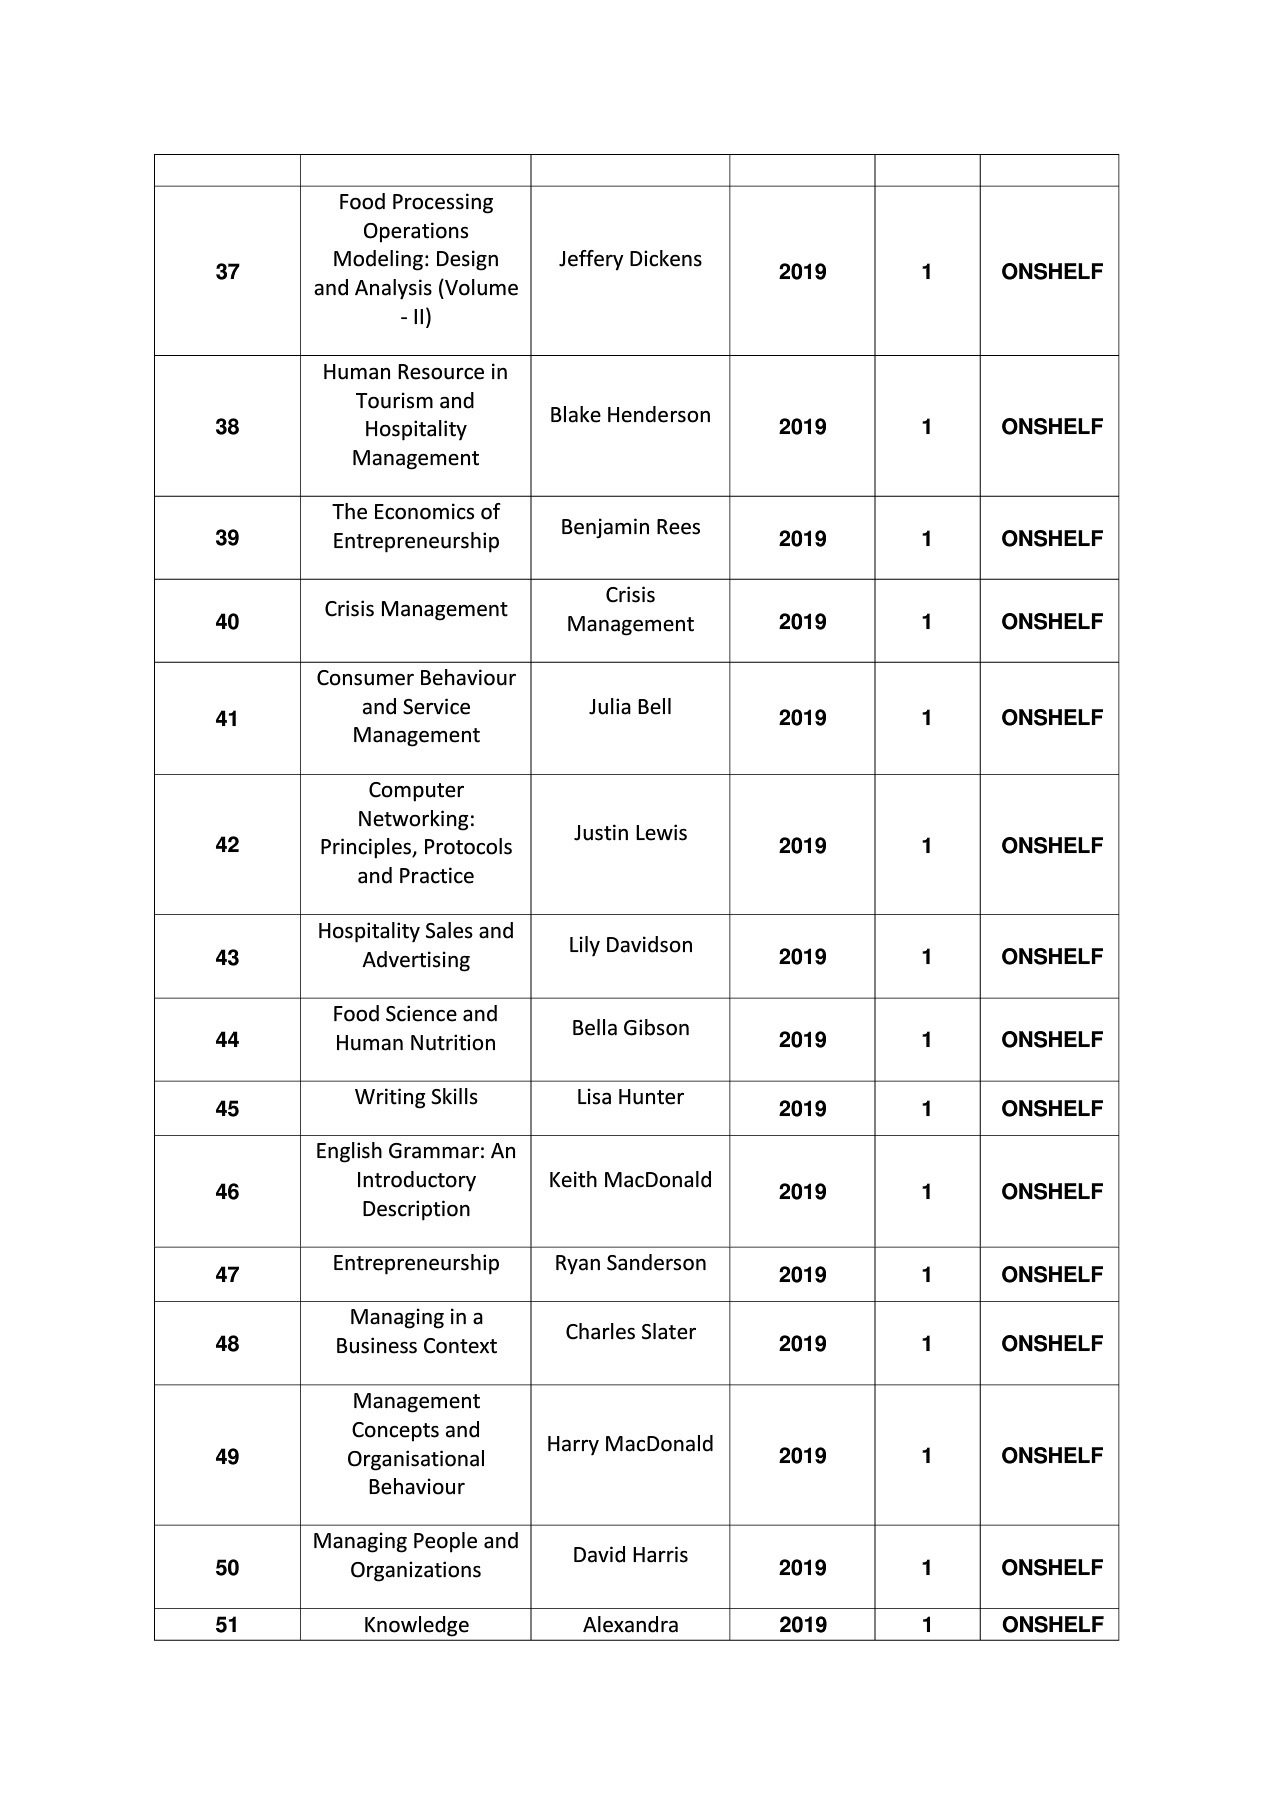 37
Food Processing
Operations
Modeling: Design
and Analysis (Volume
- II)
Jeffery Dickens
2019
1
ONSHELF
38
Human Resource in
Tourism and
Hospitality
Management
Blake Henderson
2019
1
ONSHELF
39
The Economics of
Entrepreneurship
Benjamin Rees
2019
1
ONSHELF
40
Crisis Management
Crisis
Management
2019
1
ONSHELF
41
Consumer Behaviour
and Service
Management
Julia Bell
2019
1
ONSHELF
42
Computer
Networking:
Principles, Protocols
and Practice
Justin Lewis
2019
1
ONSHELF
43
Hospitality Sales and
Advertising
Lily Davidson
2019
1
ONSHELF
44
Food Science and
Human Nutrition
Bella Gibson
2019
1
ONSHELF
45
Writing Skills
Lisa Hunter
2019
1
ONSHELF
46
English Grammar: An
Introductory
Description
Keith MacDonald
2019
1
ONSHELF
47
Entrepreneurship
Ryan Sanderson
2019
1
ONSHELF
48
Managing in a
Business Context
Charles Slater
2019
1
ONSHELF
49
Management
Concepts and
Organisational
Behaviour
Harry MacDonald
2019
1
ONSHELF
50
Managing People and
Organizations
David Harris
2019
1
ONSHELF
51
Knowledge
Alexandra
2019
1
ONSHELF